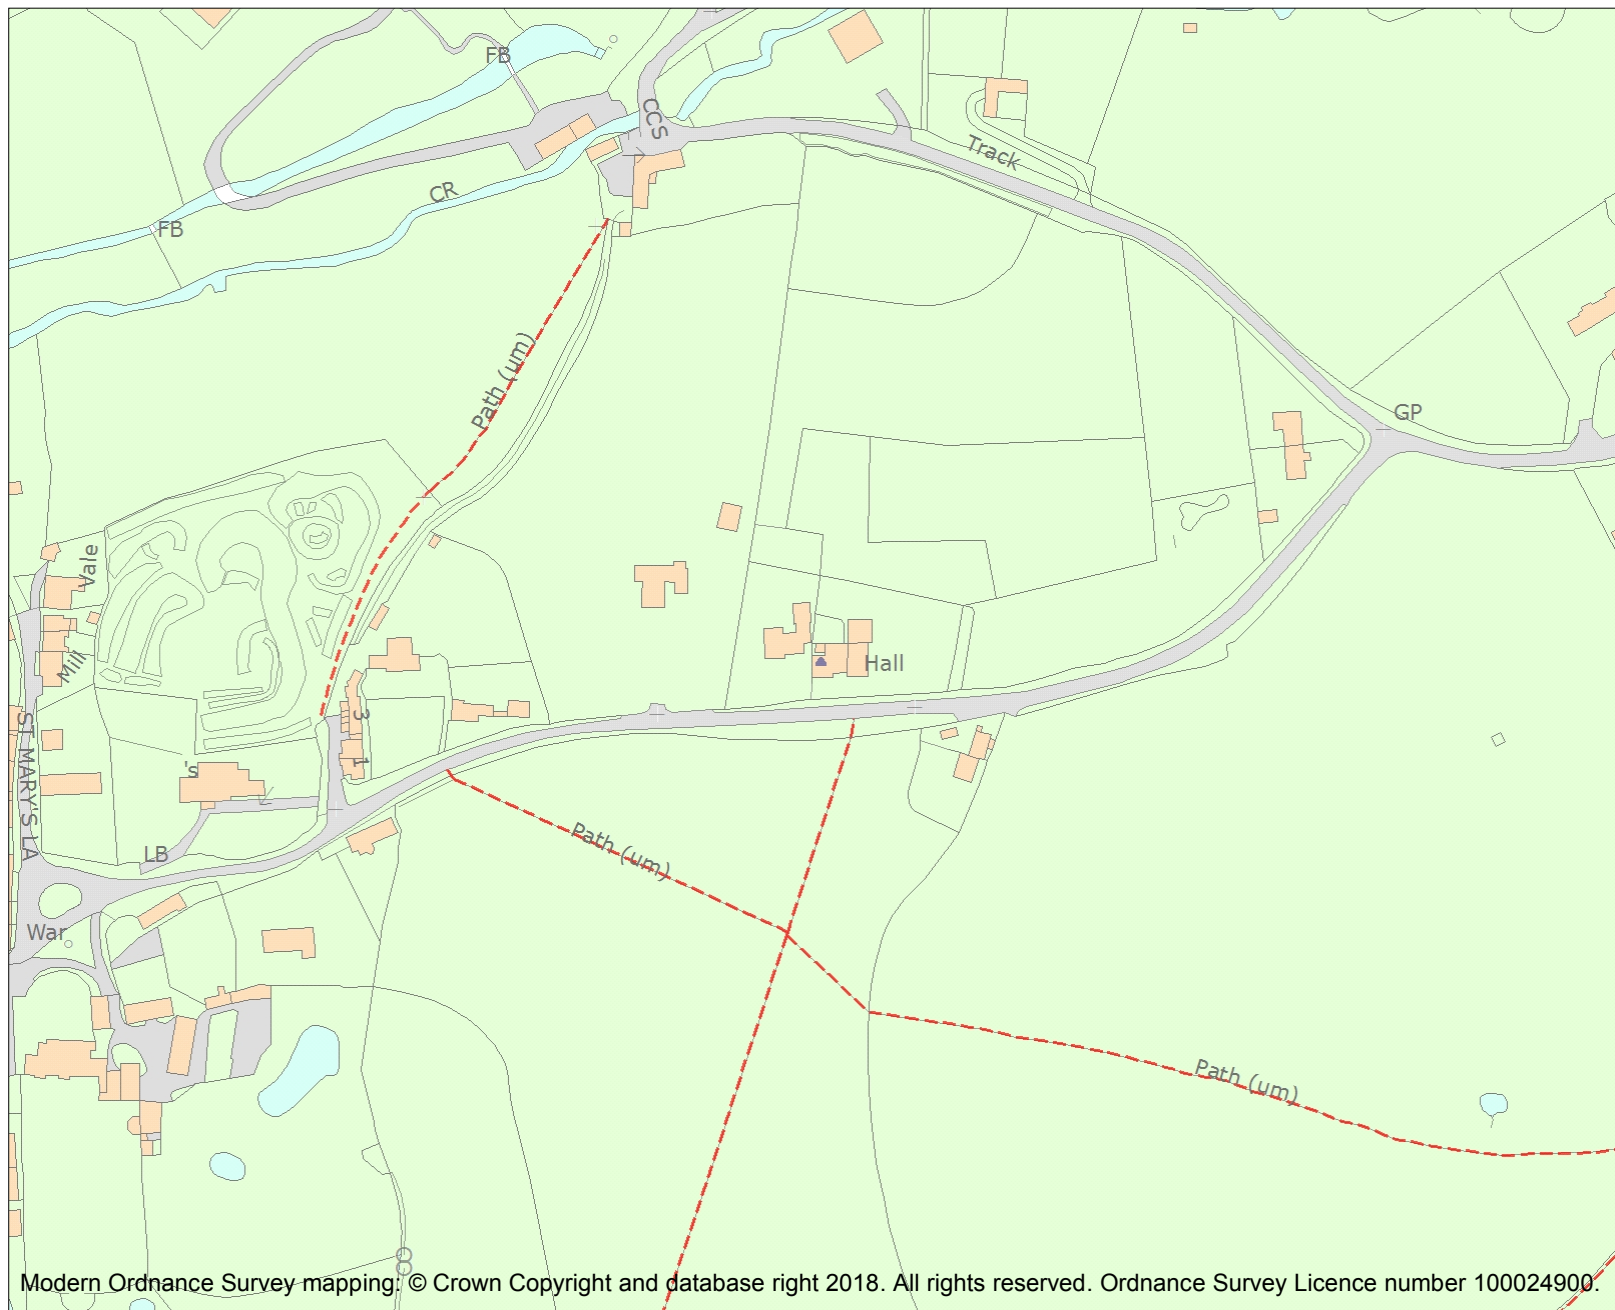 FB
CCS
Track
CR
FB
Path (um)
GP
Vale
Mill
Hall
3
1
ST MARY'S LA
's
Path (um)
LB
War
Path (um)
Modern Ordnance Survey mapping: © Crown Copyright and database right 2018. All rights reserved. Ordnance Survey Licence number 100024900.